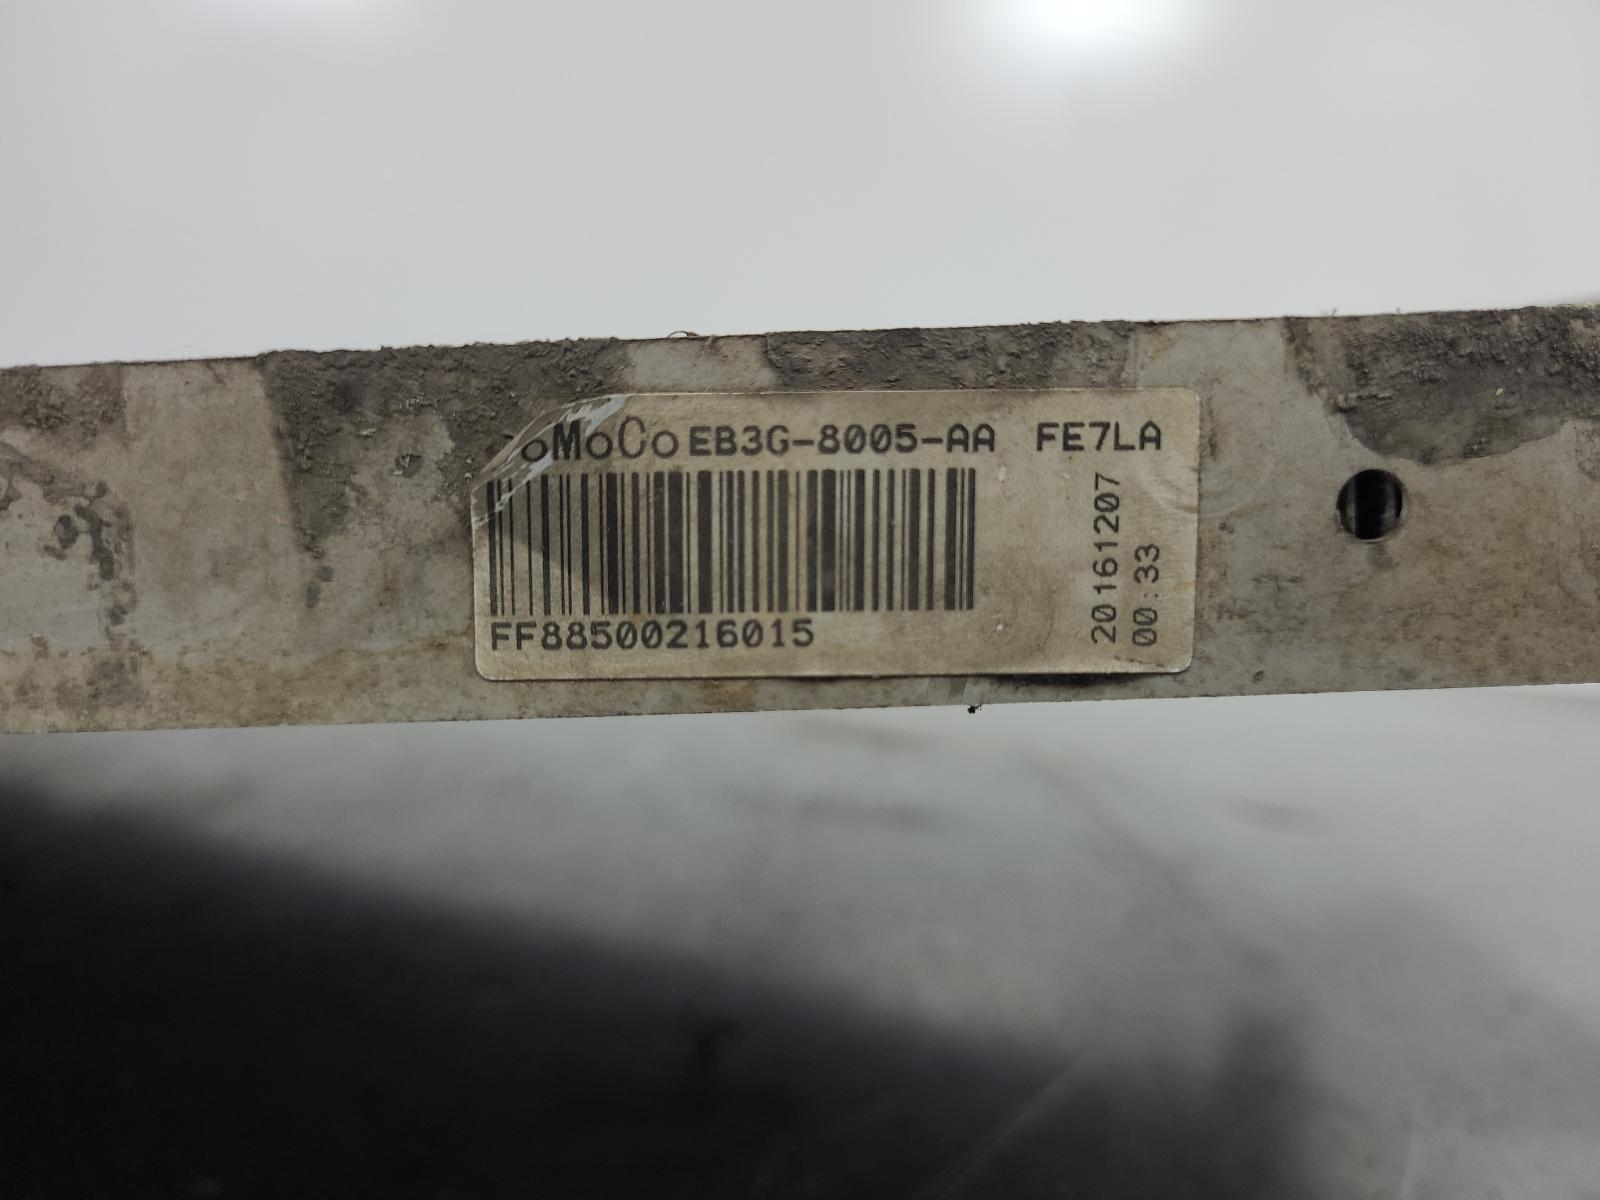 oMoCo EB3G-8005-AA FE7LA
FF88500216015
20161207
00:33